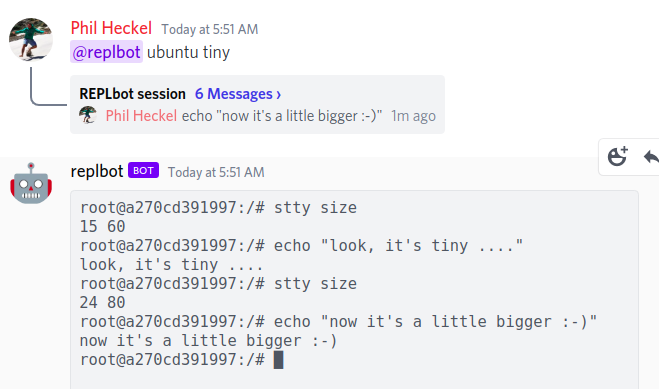 Phil Heckel Today at 5:51 AM
@replbot ubuntu tiny
REPLbot session 6 Messages ›
Phil Heckel echo "now it's a little bigger :-)" 1m ago
replbot BOT Today at 5:51 AM
root@a270cd391997:/# stty size
15 60
root@a270cd391997:/# echo "look, it's tiny ...."
look, it's tiny ....
root@a270cd391997:/# stty size
24 80
root@a270cd391997:/# echo "now it's a little bigger :-)"
now it's a little bigger :-)
root@a270cd391997:/#